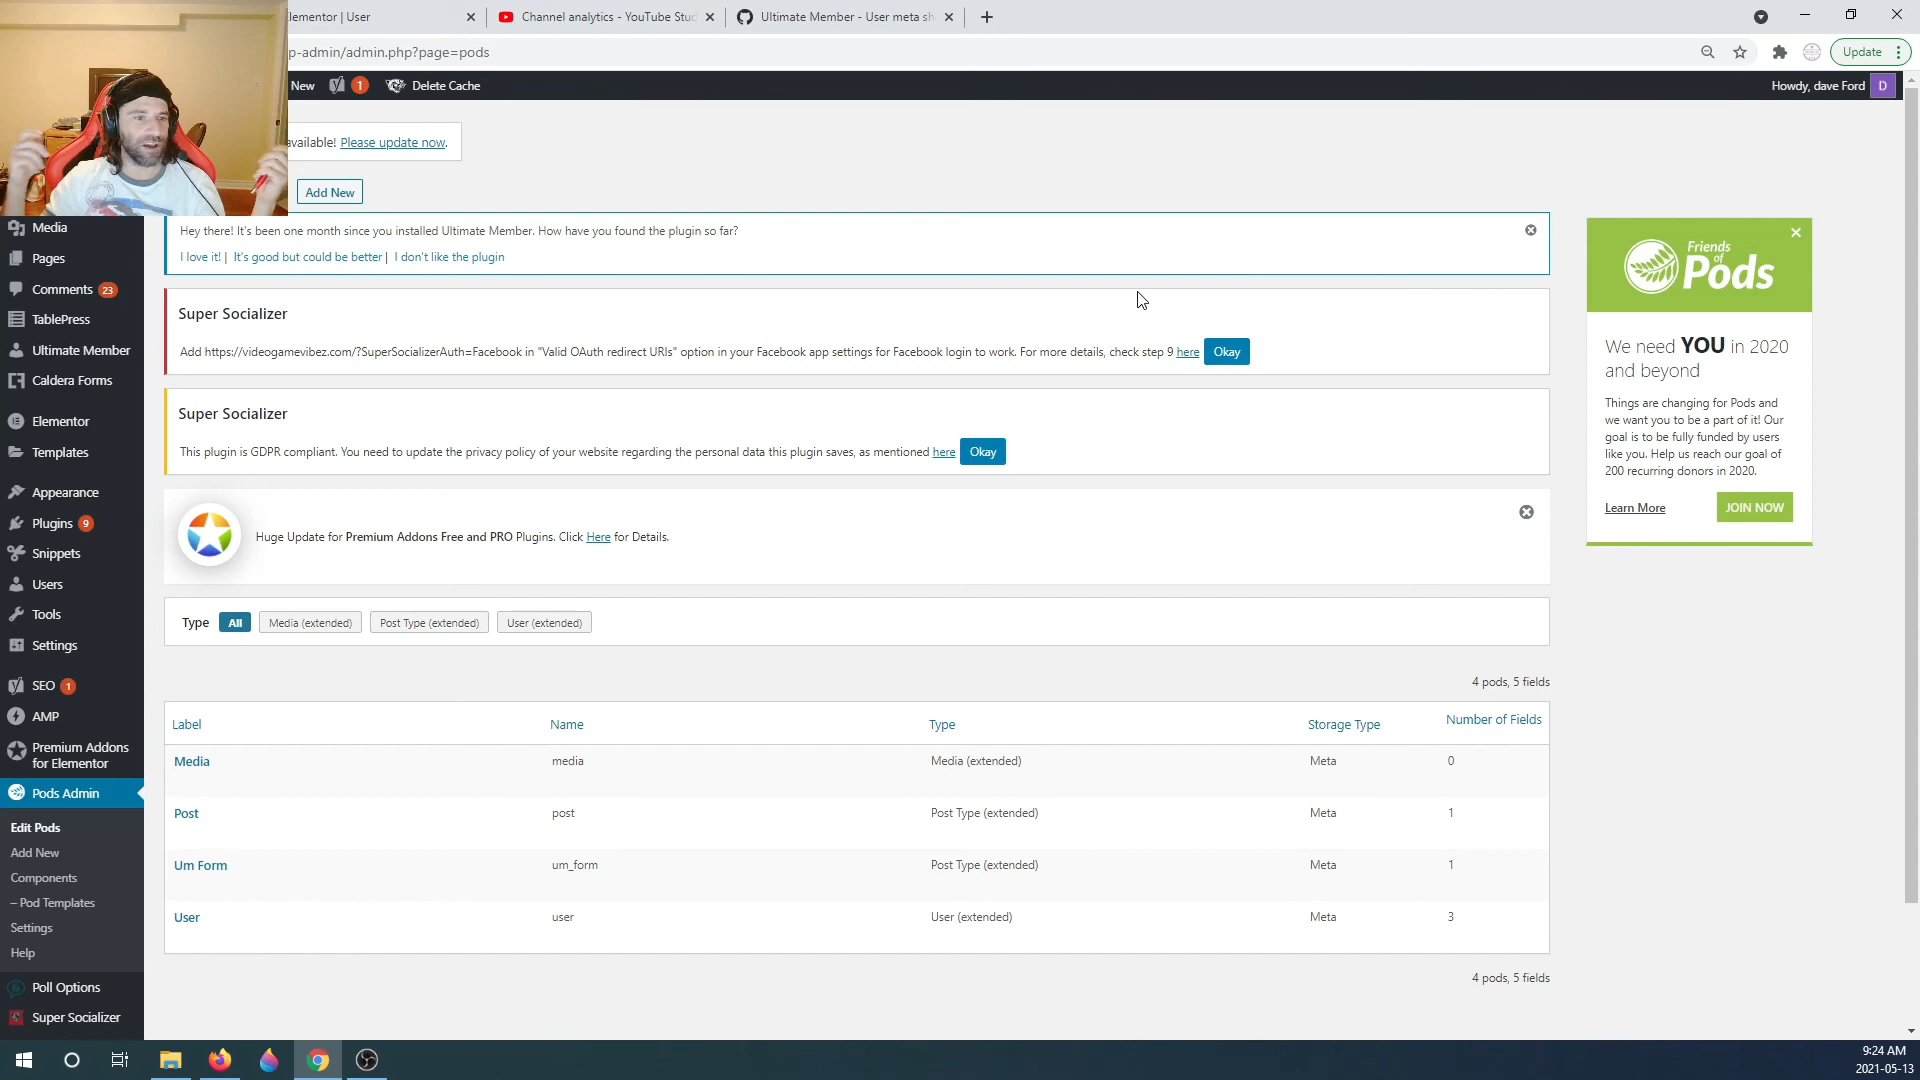 Elementor | User
Channel analytics - YouTube Stud
Ultimate Member - User meta sh
p-admin/admin.php?page=pods
Update
New
1
Delete Cache
Howdy, dave Ford
D
available! Please update now.
Add New
Media
Pages
Comments 23
TablePress
Ultimate Member
Caldera Forms
Elementor
Templates
Appearance
Plugins 9
Snippets
Users
Tools
Settings
SEO 1
AMP
Premium Addons
for Elementor
Pods Admin
Edit Pods
Add New
Components
– Pod Templates
Settings
Help
Poll Options
Super Socializer
Hey there! It's been one month since you installed Ultimate Member. How have you found the plugin so far?
I love it! | It's good but could be better | I don't like the plugin
Super Socializer
Add https://videogamevibez.com/?SuperSocializerAuth=Facebook in "Valid OAuth redirect URIs" option in your Facebook app settings for Facebook login to work. For more details, check step 9 here Okay
Super Socializer
This plugin is GDPR compliant. You need to update the privacy policy of your website regarding the personal data this plugin saves, as mentioned here Okay
Huge Update for Premium Addons Free and PRO Plugins. Click Here for Details.
Type All Media (extended) Post Type (extended) User (extended)
4 pods, 5 fields
Label Name Type Storage Type Number of Fields
Media media Media (extended) Meta 0
Post post Post Type (extended) Meta 1
Um Form um_form Post Type (extended) Meta 1
User user User (extended) Meta 3
4 pods, 5 fields
Friends
of
Pods
We need YOU in 2020
and beyond
Things are changing for Pods and
we want you to be a part of it! Our
goal is to be fully funded by users
like you. Help us reach our goal of
200 recurring donors in 2020.
Learn More
JOIN NOW
9:24 AM
2021-05-13